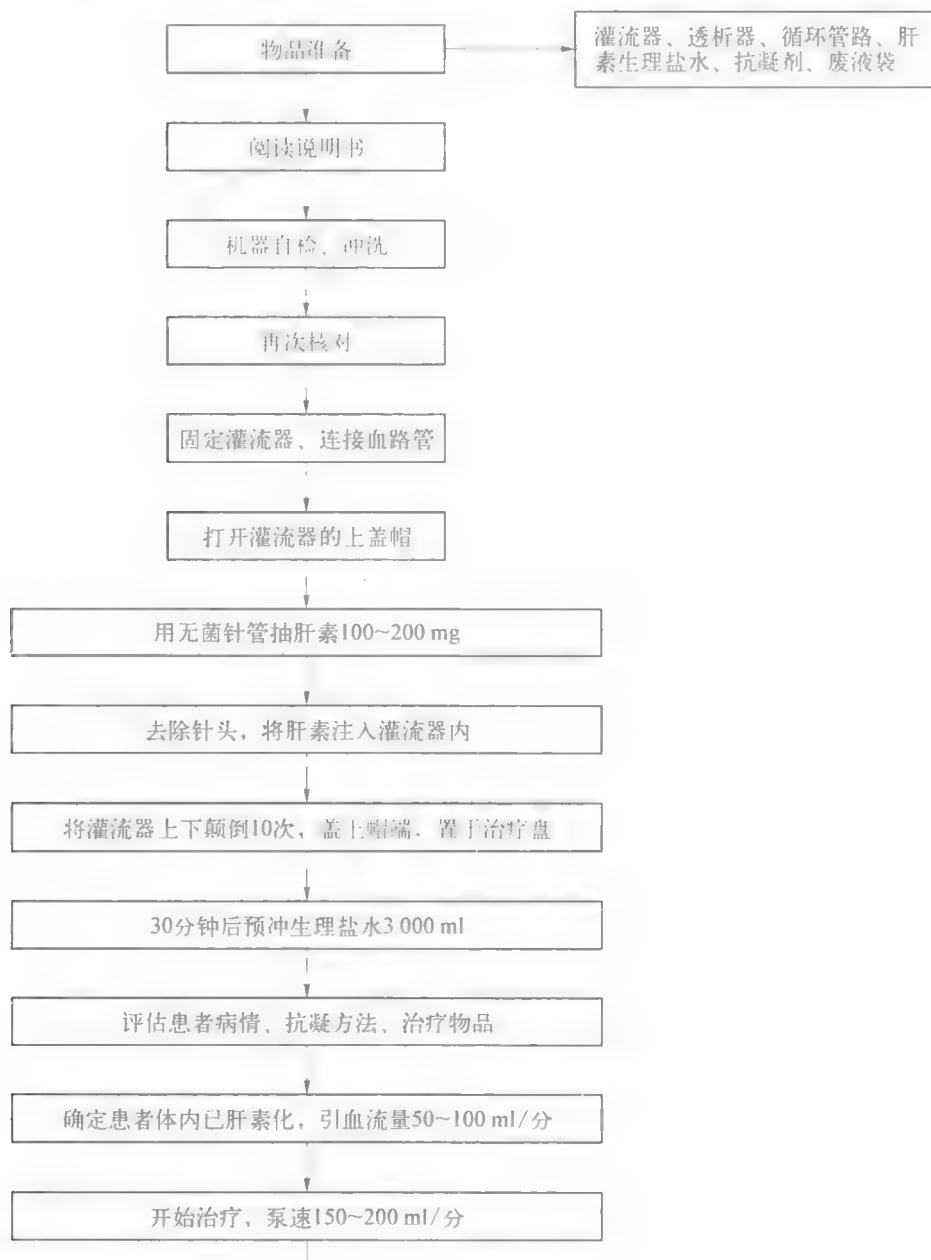 物品准备
灌流器、透析器、循环管路、肝
素生理盐水、抗凝剂、废液袋
阅读说明书
机器自检、冲洗
再次核对
固定灌流器、连接血路管
打开灌流器的上盖帽
用无菌针管抽肝素100~200 mg
去除针头，将肝素注入灌流器内
将灌流器上下颠倒10次，盖上帽端、置于治疗盘
30分钟后预冲生理盐水3 000 ml
评估患者病情、抗凝方法、治疗物品
确定患者体内已肝素化，引血流量50~100 ml/分
开始治疗，泵速150~200 ml/分